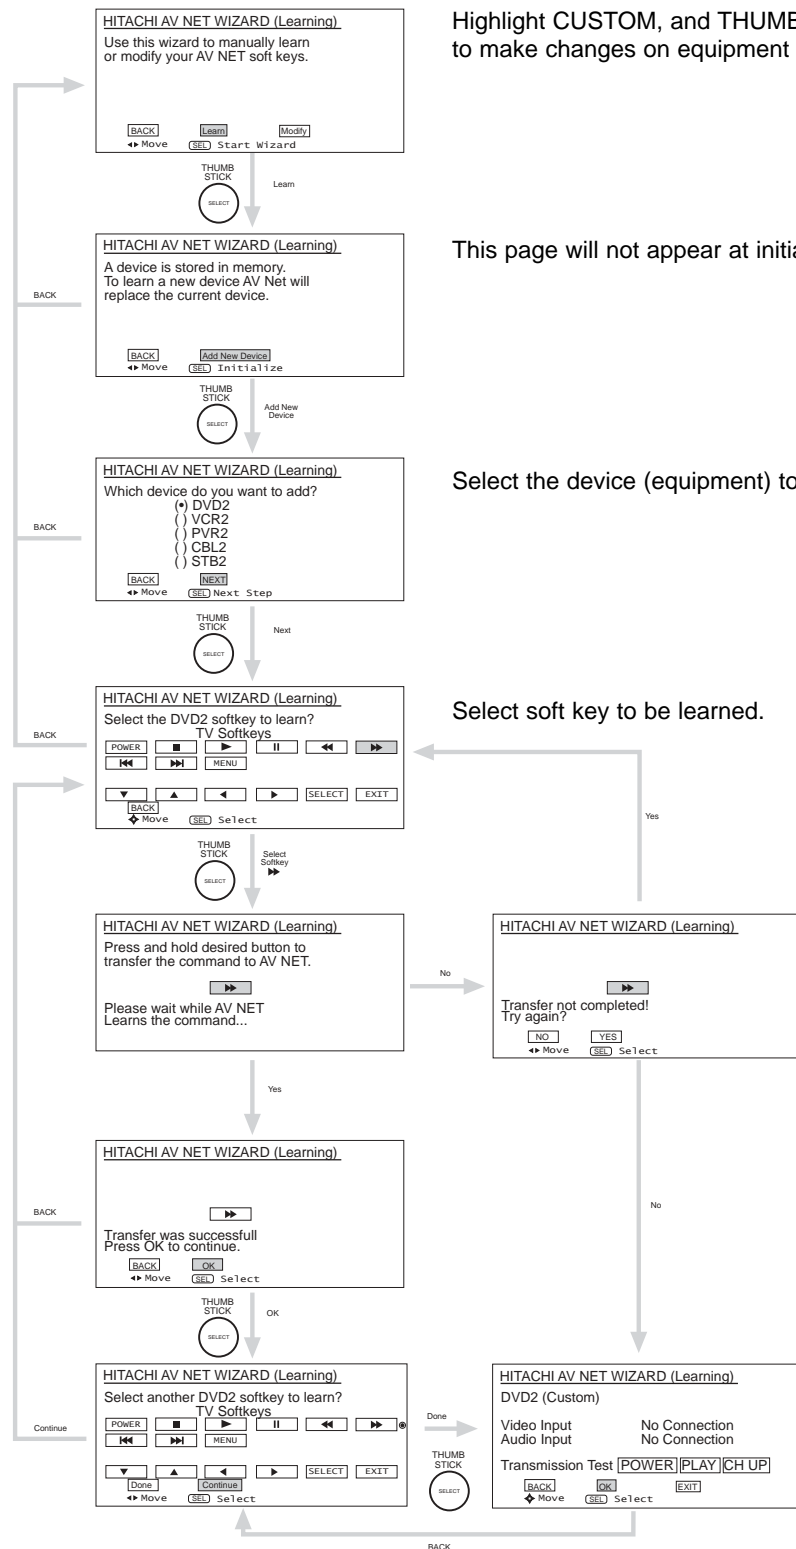 HITACHI AV NET WIZARD (Learning)
Use this wizard to manually learn
or modify your AV NET soft keys.
BACK Learn Modify
Move SEL Start Wizard
Highlight CUSTOM, and THUMB
to make changes on equipment
THUMB
STICK
SELECT
Learn
HITACHI AV NET WIZARD (Learning)
A device is stored in memory.
To learn a new device AV Net will
replace the current device.
BACK Add New Device
Move SEL Initialize
This page will not appear at initia
BACK
THUMB
STICK
SELECT
Add New
Device
HITACHI AV NET WIZARD (Learning)
Which device do you want to add?
(•) DVD2
( ) VCR2
( ) PVR2
( ) CBL2
( ) STB2
BACK NEXT
Move SEL Next Step
Select the device (equipment) to
BACK
THUMB
STICK
SELECT
Next
HITACHI AV NET WIZARD (Learning)
Select the DVD2 softkey to learn?
TV Softkeys
POWER
MENU
SELECT EXIT
BACK
Move SEL Select
Select soft key to be learned.
BACK
Yes
THUMB
STICK
SELECT
Select
Softkey
HITACHI AV NET WIZARD (Learning)
Press and hold desired button to
transfer the command to AV NET.
Please wait while AV NET
Learns the command...
No
HITACHI AV NET WIZARD (Learning)
Transfer not completed!
Try again?
NO YES
Move SEL Select
Yes
HITACHI AV NET WIZARD (Learning)
Transfer was successfull
Press OK to continue.
BACK OK
Move SEL Select
BACK
No
THUMB
STICK
SELECT
OK
HITACHI AV NET WIZARD (Learning)
Select another DVD2 softkey to learn?
TV Softkeys
POWER
MENU
SELECT EXIT
Done Continue
Move SEL Select
Continue
Done
THUMB
STICK
SELECT
HITACHI AV NET WIZARD (Learning)
DVD2 (Custom)
Video Input No Connection
Audio Input No Connection
Transmission Test POWER PLAY CH UP
BACK OK EXIT
Move SEL Select
BACK